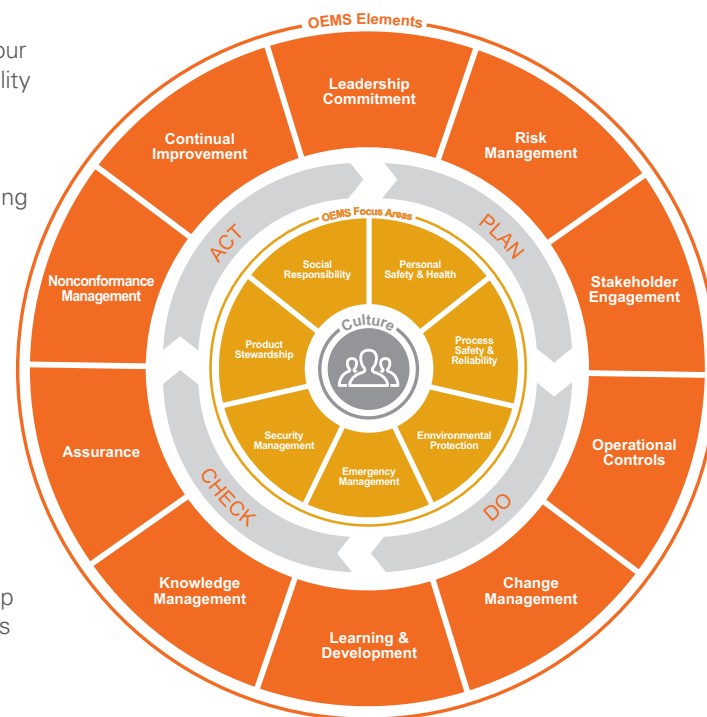 our
lity
ing
p
s
OEMS Elements
Leadership
Commitment
Risk
Management
Stakeholder
Engagement
Operational
Controls
Change
Management
Learning &
Development
Knowledge
Management
Assurance
Nonconformance
Management
Continual
Improvement
PLAN
DO
CHECK
ACT
OEMS Focus Areas
Personal
Safety & Health
Process
Safety &
Reliability
Ennvironmental
Protection
Emergency
Management
Security
Management
Product
Stewardship
Social
Responsibility
Culture